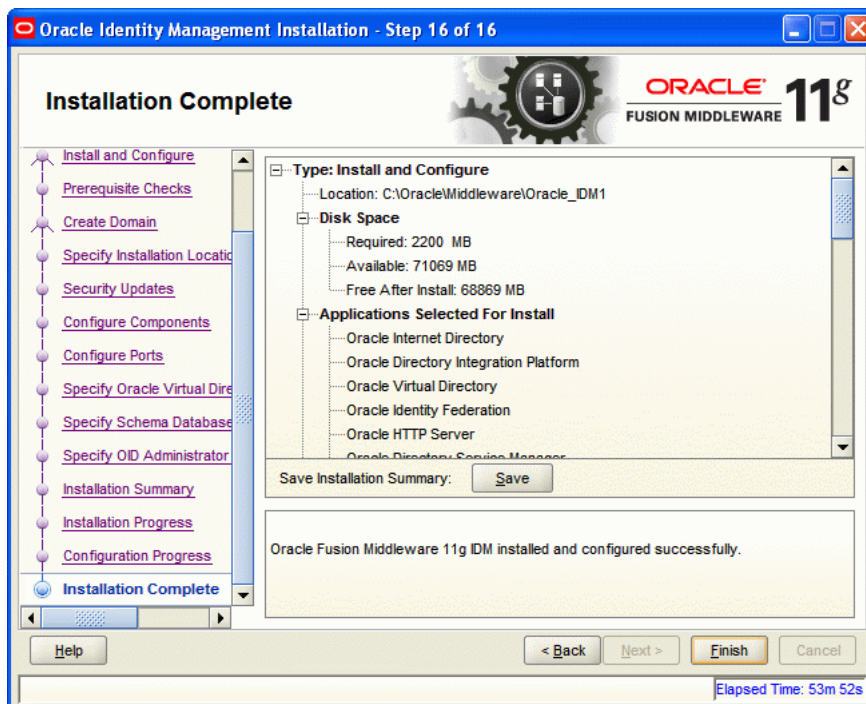 Oracle Identity Management Installation - Step 16 of 16
Installation Complete
ORACLE®
FUSION MIDDLEWARE
11g
Install and Configure
Prerequisite Checks
Create Domain
Specify Installation Locatio
Security Updates
Configure Components
Configure Ports
Specify Oracle Virtual Dire
Specify Schema Database
Specify OID Administrator
Installation Summary
Installation Progress
Configuration Progress
Installation Complete
Type: Install and Configure
Location: C:\Oracle\Middleware\Oracle_IDM1
Disk Space
Required: 2200 MB
Available: 71069 MB
Free After Install: 68869 MB
Applications Selected For Install
Oracle Internet Directory
Oracle Directory Integration Platform
Oracle Virtual Directory
Oracle Identity Federation
Oracle HTTP Server
Oracle Directory Service Manager
Save Installation Summary:
Save
Oracle Fusion Middleware 11g IDM installed and configured successfully.
Help
< Back
Next >
Finish
Cancel
Elapsed Time: 53m 52s